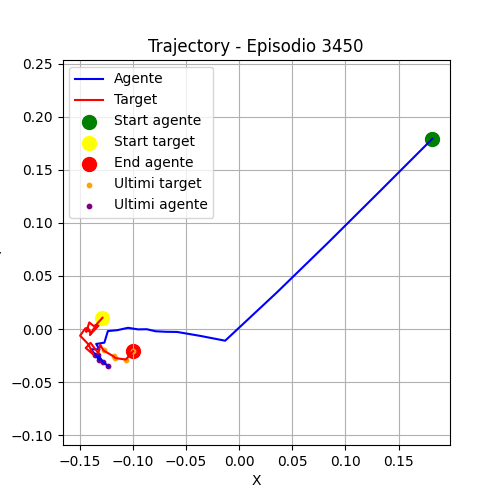 Trajectory - Episodio 3450
0.25
0.20
0.15
0.10
0.05
0.00
−0.05
−0.10
Agente
Target
Start agente
Start target
End agente
Ultimi target
Ultimi agente
−0.15
−0.10
−0.05
0.00
0.05
0.10
0.15
X